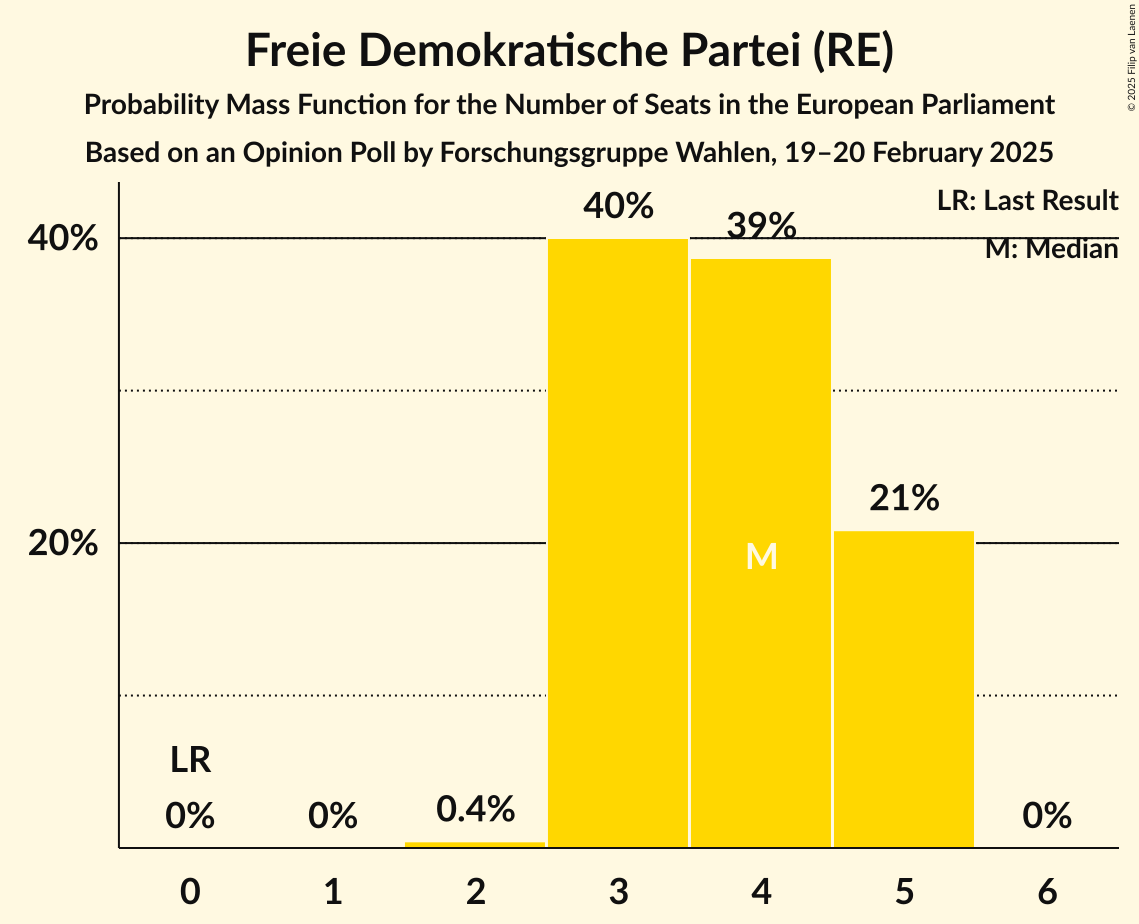 Freie Demokratische Partei (RE)
Probability Mass Function for the Number of Seats in the European Parliament
Based on an Opinion Poll by Forschungsgruppe Wahlen, 19–20 February 2025
© 2025 Filip van Laenen
LR: Last Result
M: Median
40%
20%
LR
0%
0%
0.4%
40%
39%
M
21%
0%
0 1 2 3 4 5 6